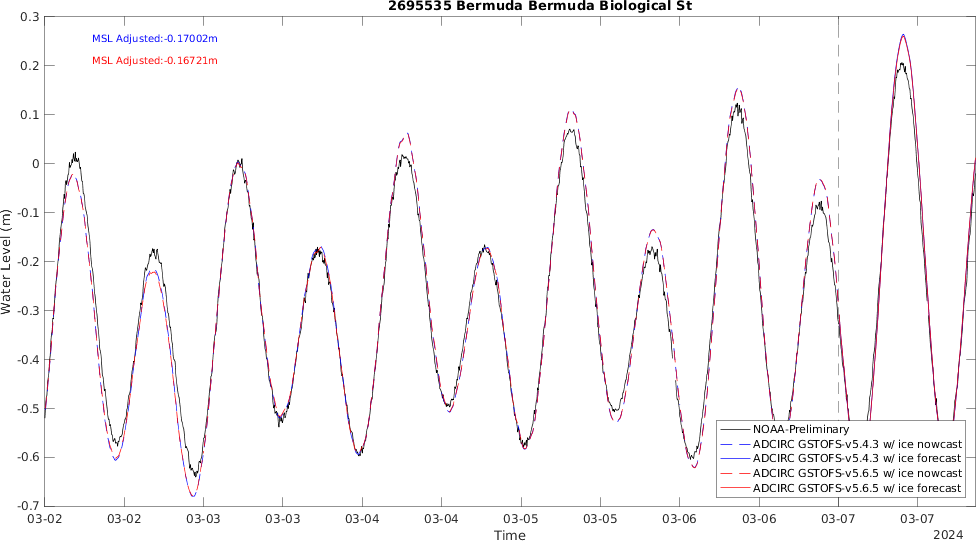 2695535 Bermuda Bermuda Biological St
MSL Adjusted:-0.17002m
MSL Adjusted:-0.16721m
0.3
0.2
0.1
0
-0.1
-0.2
-0.3
-0.4
-0.5
-0.6
-0.7
Water Level (m)
NOAA-Preliminary
ADCIRC GSTOFS-v5.4.3 w/ ice nowcast
ADCIRC GSTOFS-v5.4.3 w/ ice forecast
ADCIRC GSTOFS-v5.6.5 w/ ice nowcast
ADCIRC GSTOFS-v5.6.5 w/ ice forecast
03-02 03-02 03-03 03-03 03-04 03-04 03-05 03-05 03-06 03-06 03-07 03-07
Time
2024